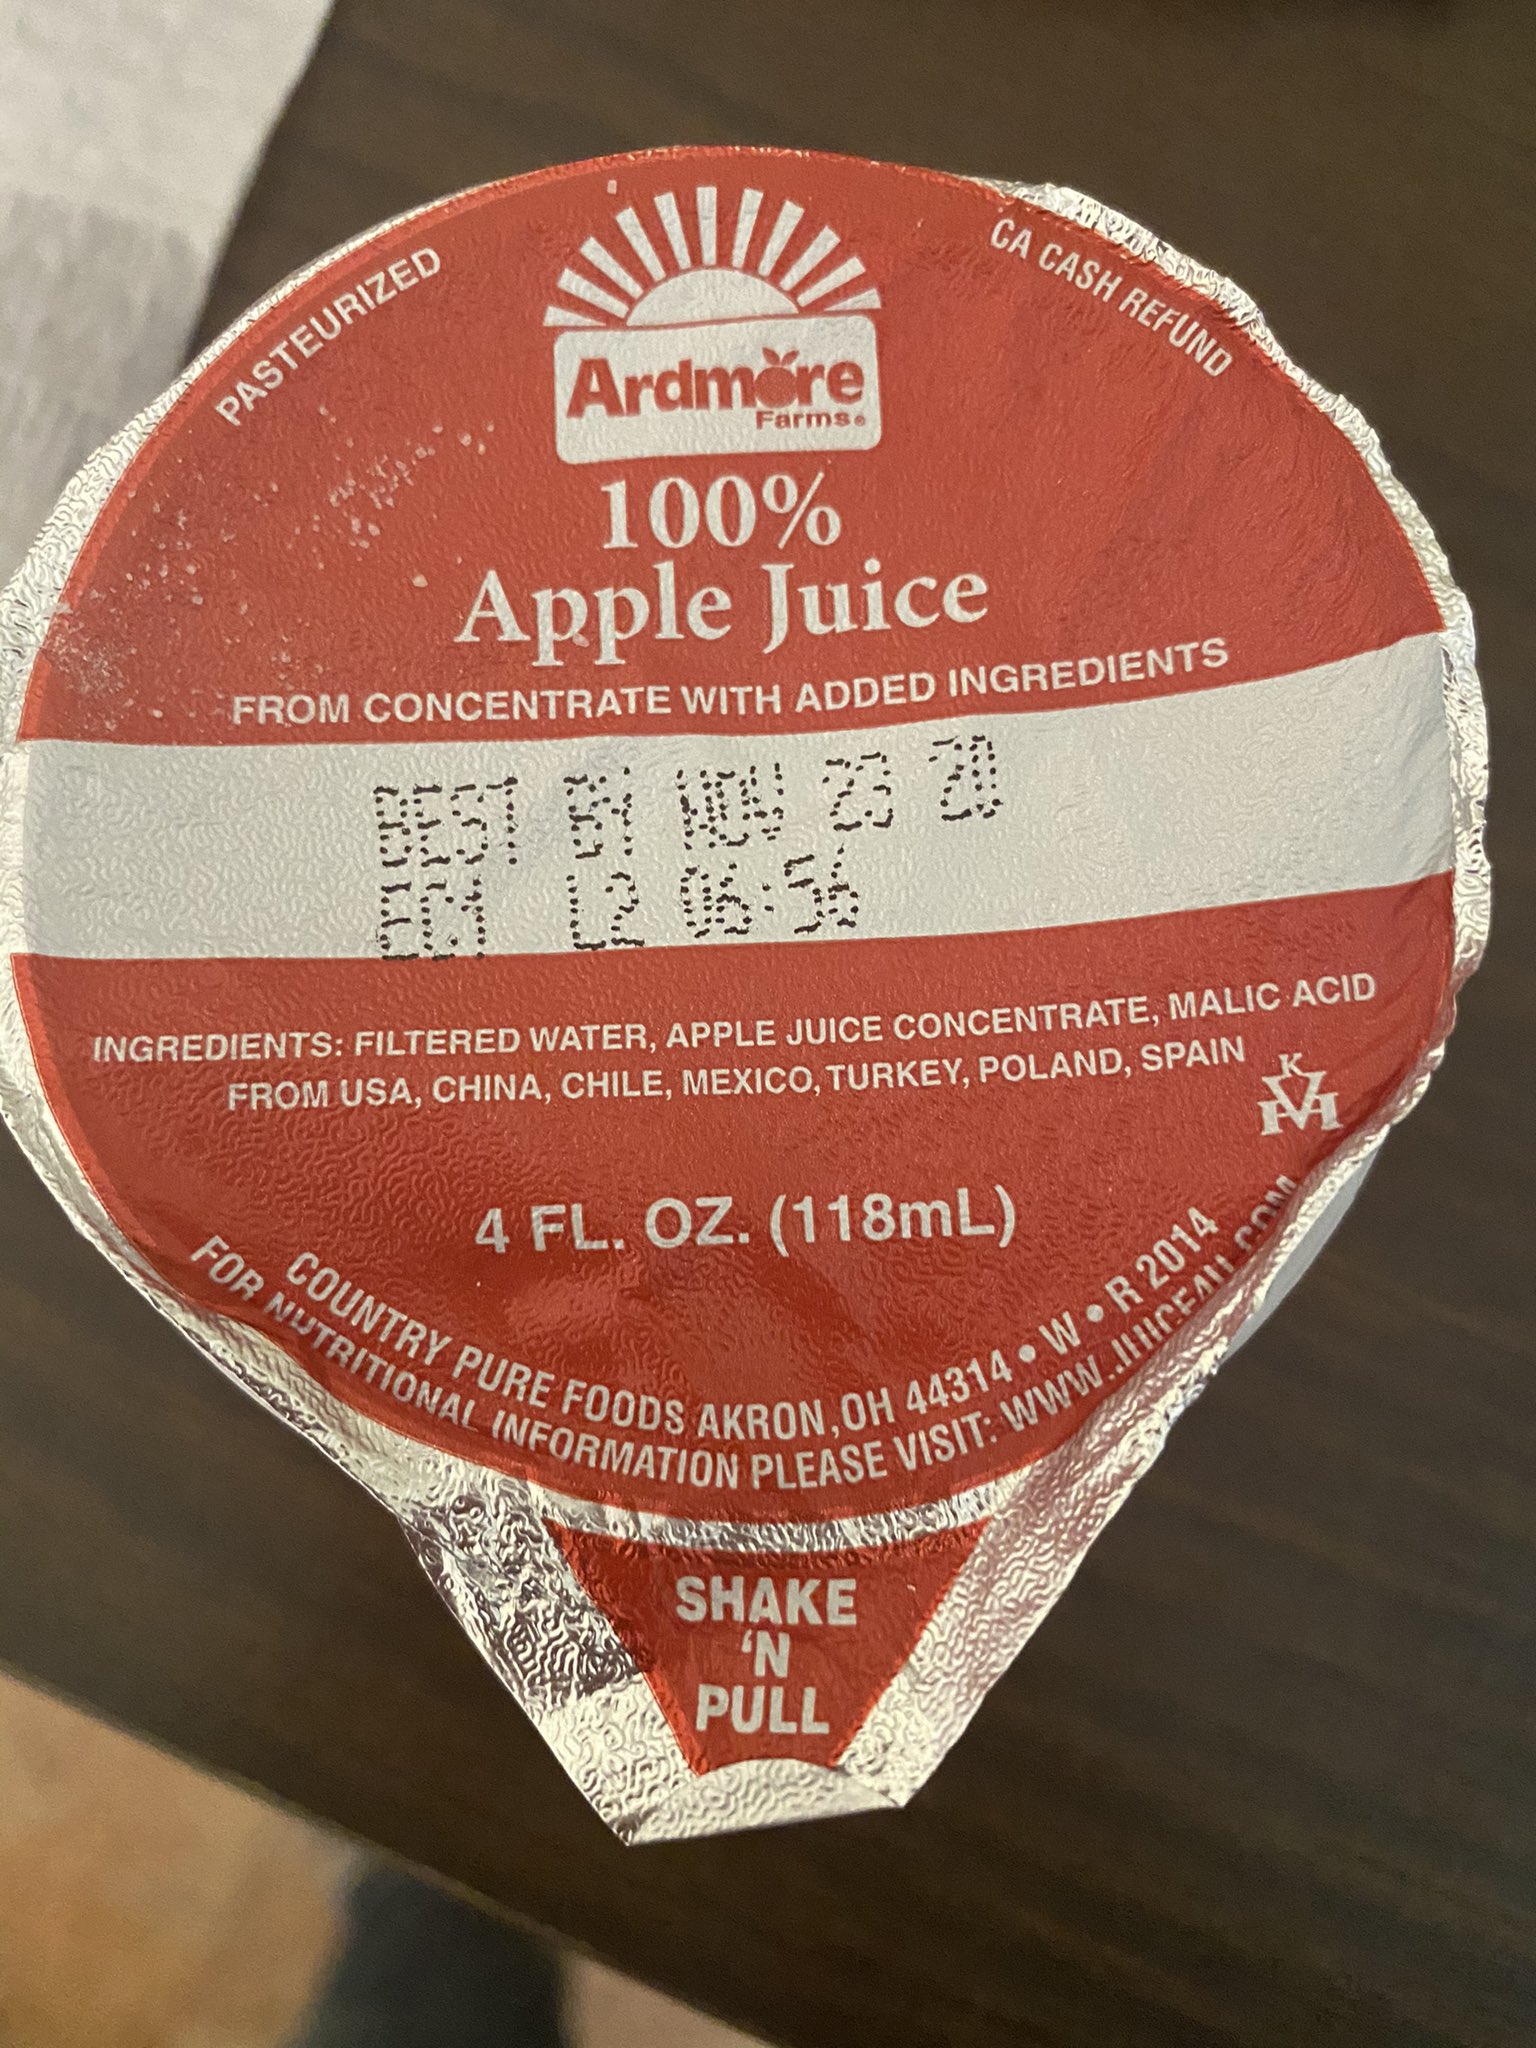 PASTEURIZED
CA CASH REFUND
Ardmore
Farms®
100%
Apple Juice
FROM CONCENTRATE WITH ADDED INGREDIENTS
BEST BY NOV 23 20
L2 06:56
INGREDIENTS: FILTERED WATER, APPLE JUICE CONCENTRATE, MALIC ACID
FROM USA, CHINA, CHILE, MEXICO, TURKEY, POLAND, SPAIN
K
VM
4 FL. OZ. (118mL)
COUNTRY PURE FOODS AKRON, OH 44314 • W • R 2014
FOR NUTRITIONAL INFORMATION PLEASE VISIT: WWW.JUICE4U.COM
SHAKE
'N
PULL